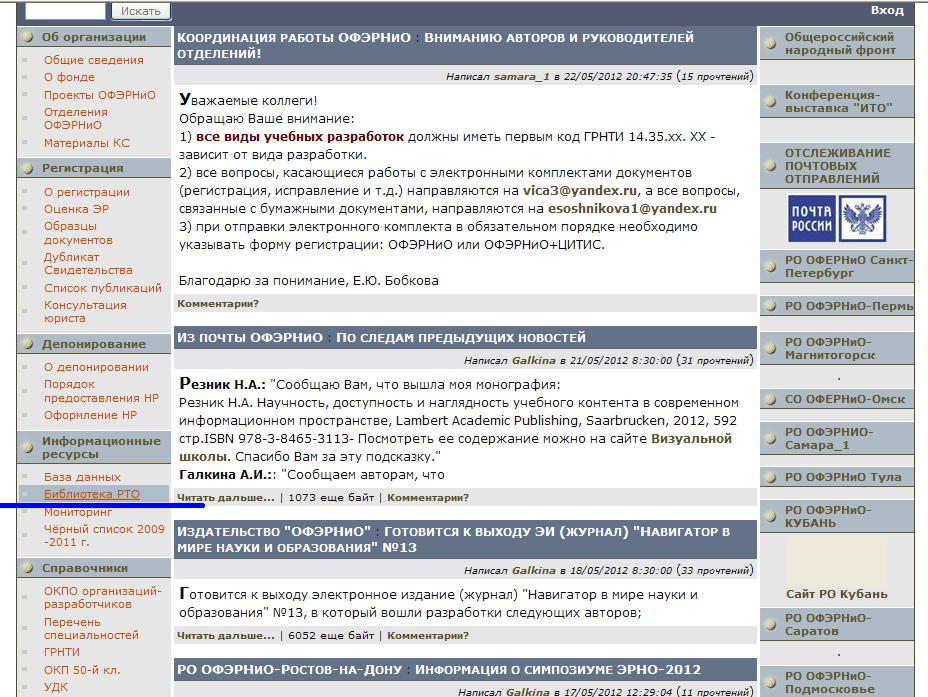 Искать
Вход
Об организации
Общие сведения
О фонде
Проекты ОФЭРНиО
Отделения
ОФЭРНиО
Материалы КС
Регистрация
О регистрации
Оценка ЭР
Образцы
документов
Дубликат
Свидетельства
Список публикаций
Консультация
юриста
Депонирование
О депонировании
Порядок
предоставления НР
Оформление НР
Информационные
ресурсы
База данных
Библиотека РТО
Мониторинг
Чёрный список 2009
-2011 г.
Справочники
ОКПО организаций-
разработчиков
Перечень
специальностей
ГРНТИ
ОКП 50-й кл.
УДК
Координация работы ОФЭРНиО : Вниманию авторов и руководителей
отделений!
Написал samara_1 в 22/05/2012 20:47:35 (15 прочтений)
Уважаемые коллеги!
Обращаю Ваше внимание:
1) все виды учебных разработок должны иметь первым код ГРНТИ 14.35.xx. XX -
зависит от вида разработки.
2) все вопросы, касающиеся работы с электронными комплектами документов
(регистрация, исправление и т.д.) направляются на vica3@yandex.ru, а все вопросы,
связанные с бумажными документами, направляются на esoshnikova1@yandex.ru
3) при отправки электронного комплекта в обязательном порядке необходимо
указывать форму регистрации: ОФЭРНиО или ОФЭРНиО+ЦИТИС.
Благодарю за понимание, Е.Ю. Бобкова
Комментарии?
Из почты ОФЭРНиО : По следам предыдущих новостей
Написал Galkina в 21/05/2012 8:30:00 (31 прочтений)
Резник Н.А.: "Сообщаю Вам, что вышла моя монография:
Резник Н.А. Научность, доступность и наглядность учебного контента в современном
информационном пространстве, Lambert Academic Publishing, Saarbrucken, 2012, 592
стр.ISBN 978-3-8465-3113- Посмотреть ее содержание можно на сайте Визуальной
школы. Спасибо Вам за эту подсказку."
Галкина А.И.:: "Сообщаем авторам, что
Читать дальше... | 1073 еще байт | Комментарии?
Издательство "ОФЭРНиО" : Готовится к выходу ЭИ (журнал) "Навигатор в
мире науки и образования" №13
Написал Galkina в 18/05/2012 8:30:00 (33 прочтений)
Готовится к выходу электронное издание (журнал) "Навигатор в мире науки и
образования" №13, в который вошли разработки следующих авторов;
Читать дальше... | 6052 еще байт | Комментарии?
РО ОФЭРНиО-Ростов-на-Дону : Информация о симпозиуме ЭРНО-2012
Написал Galkina в 17/05/2012 12:29:04 (11 прочтений)
Общероссийский
народный фронт
Конференция-
выставка "ИТО"
ОТСЛЕЖИВАНИЕ
ПОЧТОВЫХ
ОТПРАВЛЕНИЙ
ПОЧТА
РОССИИ
РО ОФЕРНиО Санкт-
Петербург
РО ОФЭРНиО-Пермь
РО ОФЭРНиО-
Магнитогорск
.
СО ОФЕРНиО-Омск
РО ОФЭРНИО-
Самара_1
РО ОФЭРНиО Тула
РО ОФЭРНиО-
КУБАНЬ
Сайт РО Кубань
РО ОФЭРНиО-
Саратов
.
РО ОФЭРНиО-
Подмосковье